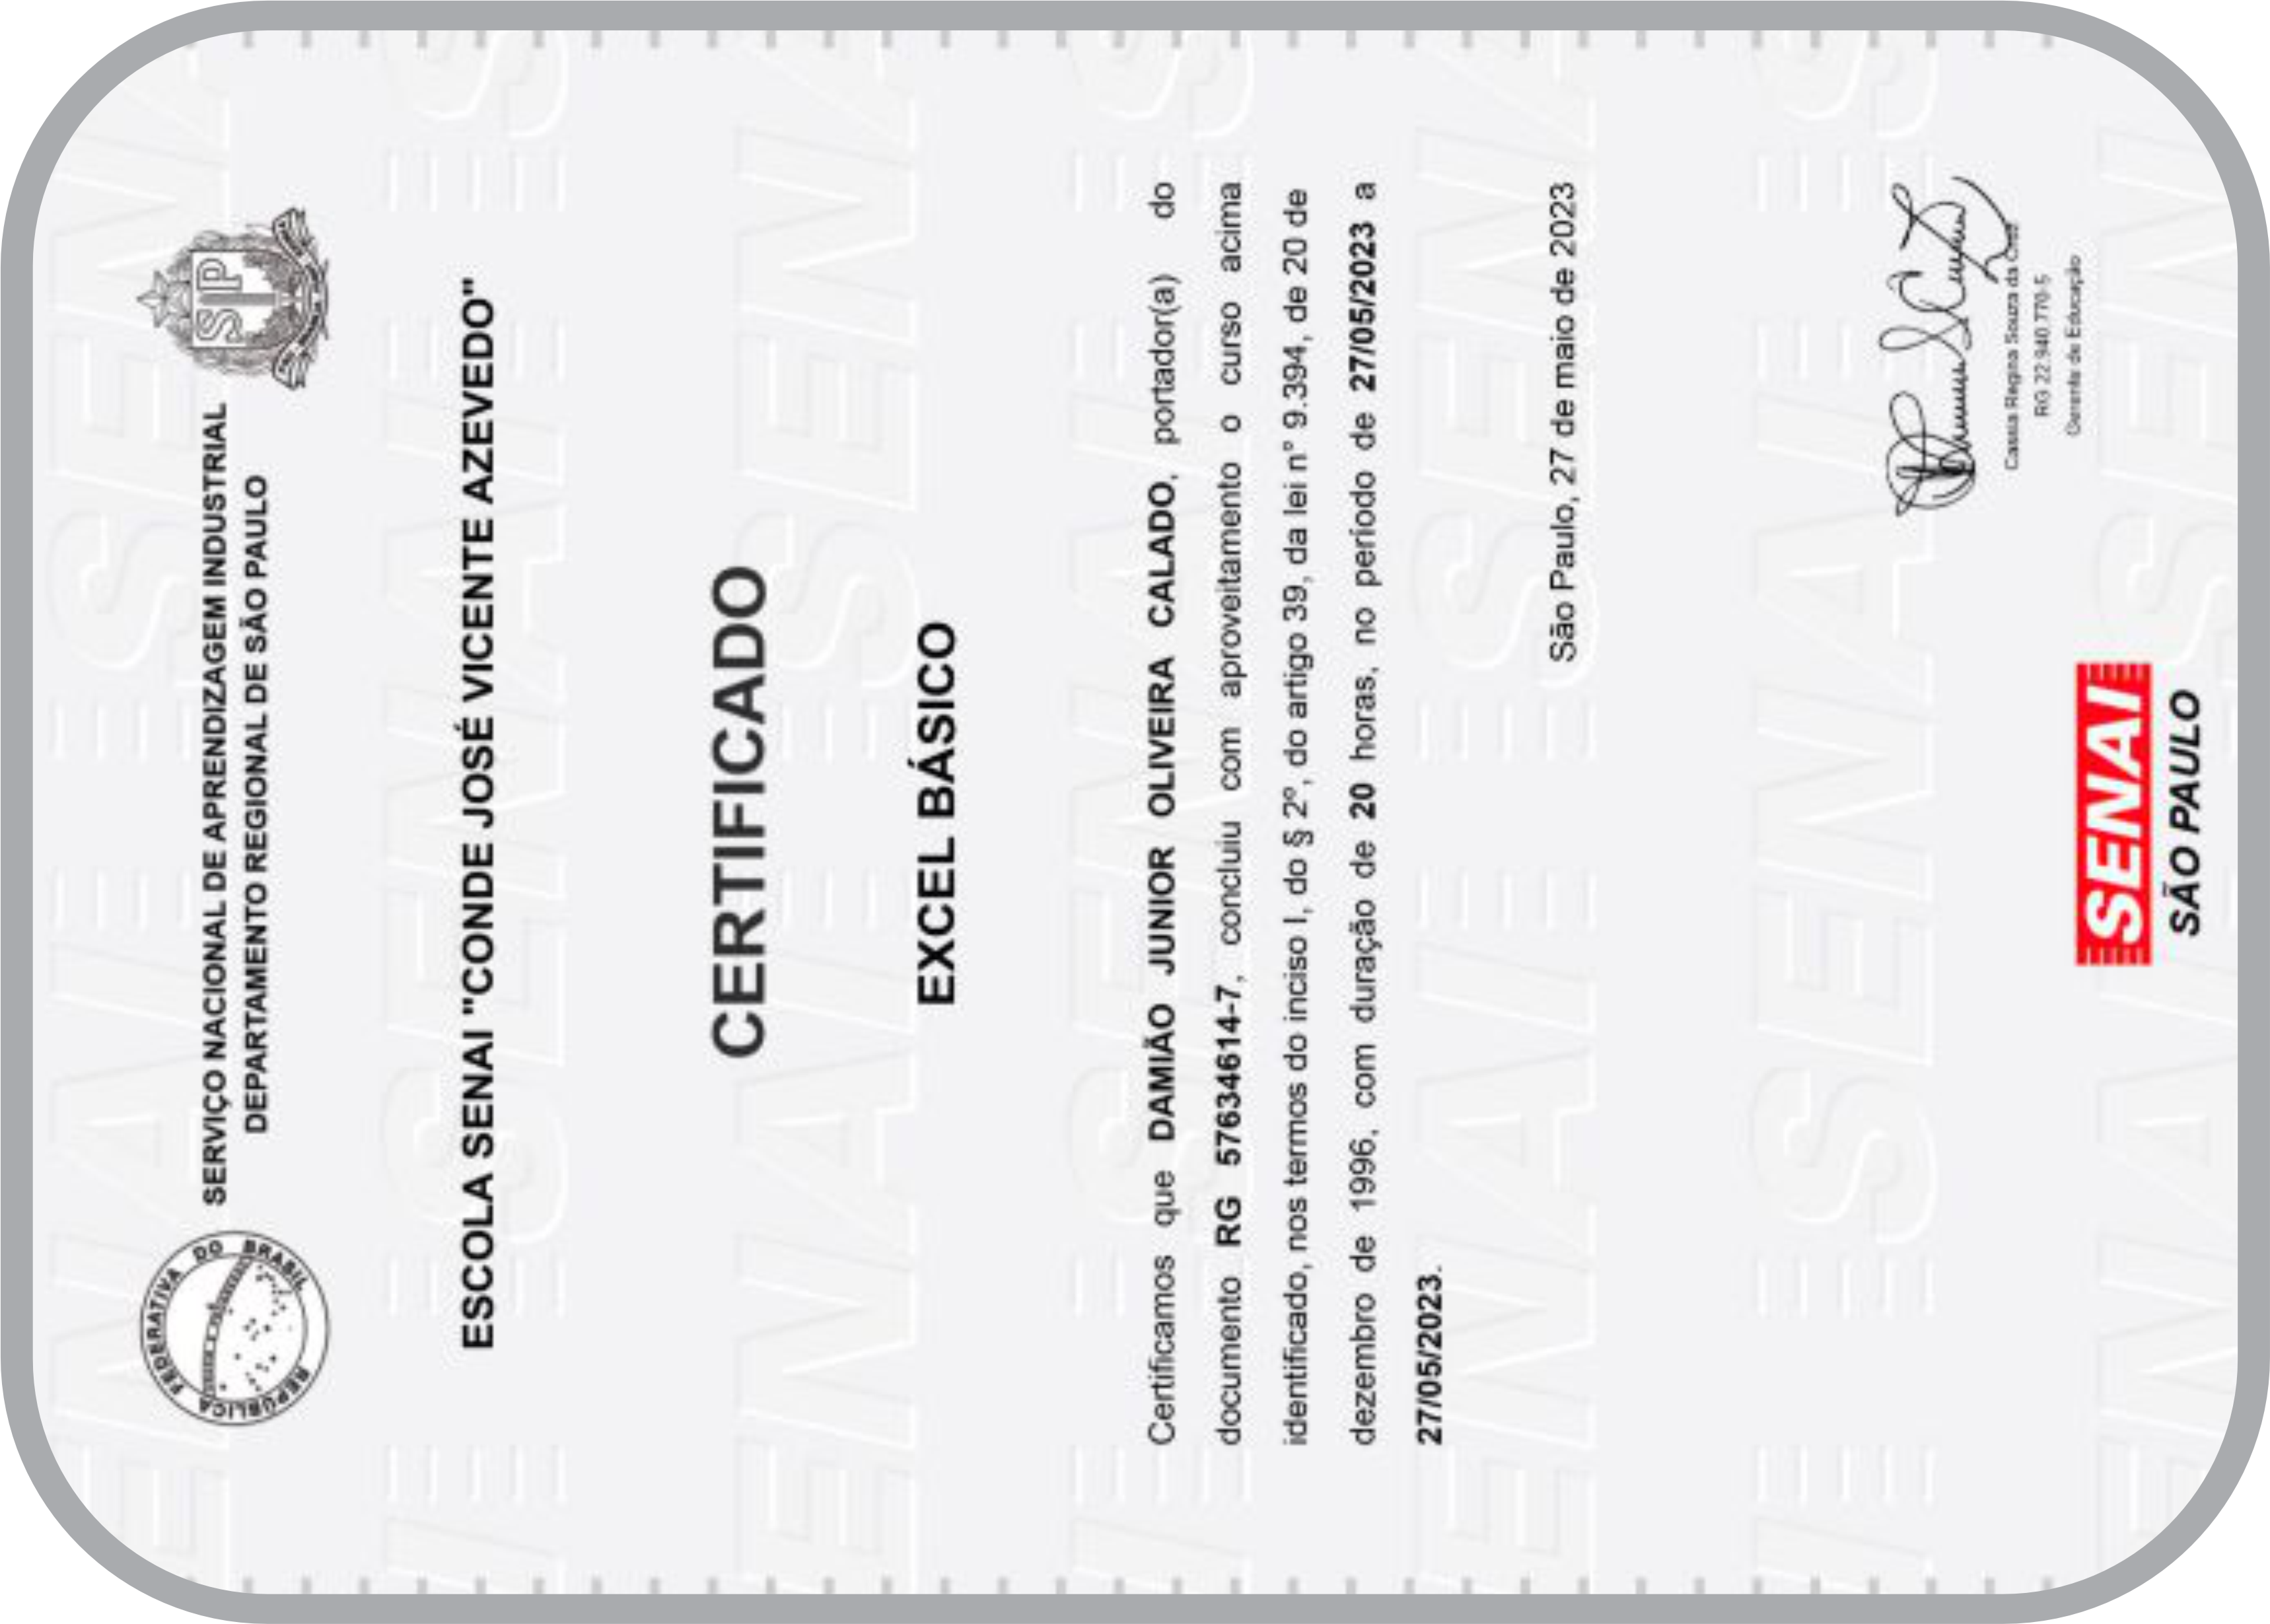 REPÚBLICA FEDERATIVA DO BRASIL
SERVIÇO NACIONAL DE APRENDIZAGEM INDUSTRIAL
DEPARTAMENTO REGIONAL DE SÃO PAULO
SP
ESCOLA SENAI "CONDE JOSÉ VICENTE AZEVEDO"
CERTIFICADO
EXCEL BÁSICO
Certificamos que DAMIÃO JUNIOR OLIVEIRA CALADO, portador(a) do
documento RG 57634614-7, concluiu com aproveitamento o curso acima
identificado, nos termos do inciso I, do § 2º, do artigo 39, da lei n° 9.394, de 20 de
dezembro de 1996, com duração de 20 horas, no período de 27/05/2023 a
27/05/2023.
São Paulo, 27 de maio de 2023
Cassia Regina Souza da Cruz
RG 22.940.770-5
Gerente de Educação
SENAI
SÃO PAULO